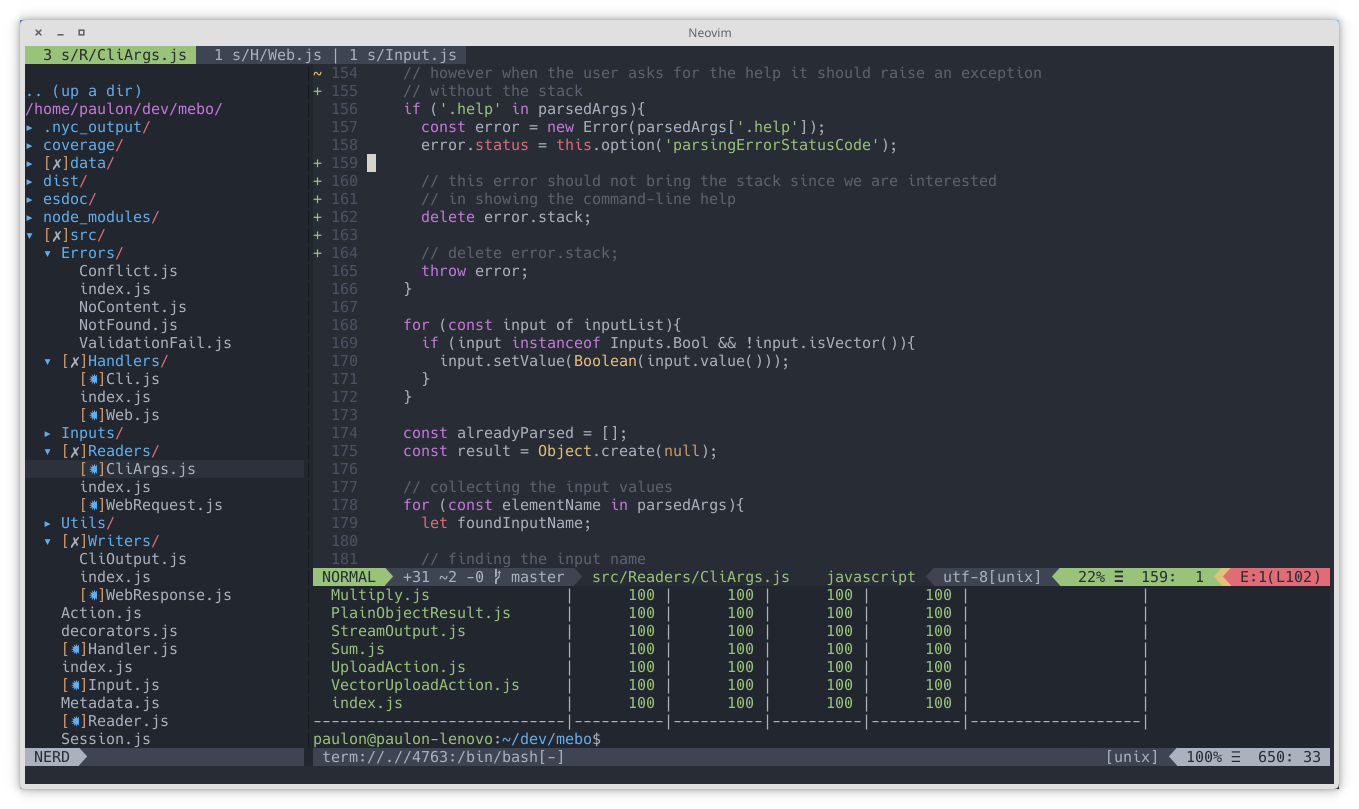 Neovim
3 s/R/CliArgs.js 1 s/H/Web.js | 1 s/Input.js
.. (up a dir)
/home/paulon/dev/mebo/
▸ .nyc_output/
▸ coverage/
▸ [✗]data/
▸ dist/
▸ esdoc/
▸ node_modules/
▾ [✗]src/
▾ Errors/
Conflict.js
index.js
NoContent.js
NotFound.js
ValidationFail.js
▾ [✗]Handlers/
[✹]Cli.js
index.js
[✹]Web.js
▸ Inputs/
▾ [✗]Readers/
[✹]CliArgs.js
index.js
[✹]WebRequest.js
▸ Utils/
▾ [✗]Writers/
CliOutput.js
index.js
[✹]WebResponse.js
Action.js
decorators.js
[✹]Handler.js
index.js
[✹]Input.js
Metadata.js
[✹]Reader.js
Session.js
NERD
~ 154 // however when the user asks for the help it should raise an exception
+ 155 // without the stack
156 if ('.help' in parsedArgs){
157 const error = new Error(parsedArgs['.help']);
158 error.status = this.option('parsingErrorStatusCode');
+ 159
+ 160 // this error should not bring the stack since we are interested
+ 161 // in showing the command-line help
+ 162 delete error.stack;
+ 163
+ 164 // delete error.stack;
165 throw error;
166 }
167
168 for (const input of inputList){
169 if (input instanceof Inputs.Bool && !input.isVector()){
170 input.setValue(Boolean(input.value()));
171 }
172 }
173
174 const alreadyParsed = [];
175 const result = Object.create(null);
176
177 // collecting the input values
178 for (const elementName in parsedArgs){
179 let foundInputName;
180
181 // finding the input name
NORMAL +31 ~2 -0 master src/Readers/CliArgs.js javascript utf-8[unix] 22% ☰ 159: 1 E:1(L102)
Multiply.js | 100 | 100 | 100 | 100 | |
PlainObjectResult.js | 100 | 100 | 100 | 100 | |
StreamOutput.js | 100 | 100 | 100 | 100 | |
Sum.js | 100 | 100 | 100 | 100 | |
UploadAction.js | 100 | 100 | 100 | 100 | |
VectorUploadAction.js | 100 | 100 | 100 | 100 | |
index.js | 100 | 100 | 100 | 100 | |
----------------------------|----------|----------|----------|----------|-------------------|
paulon@paulon-lenovo:~/dev/mebo$
term://.//4763:/bin/bash[-] [unix] 100% ☰ 650: 33